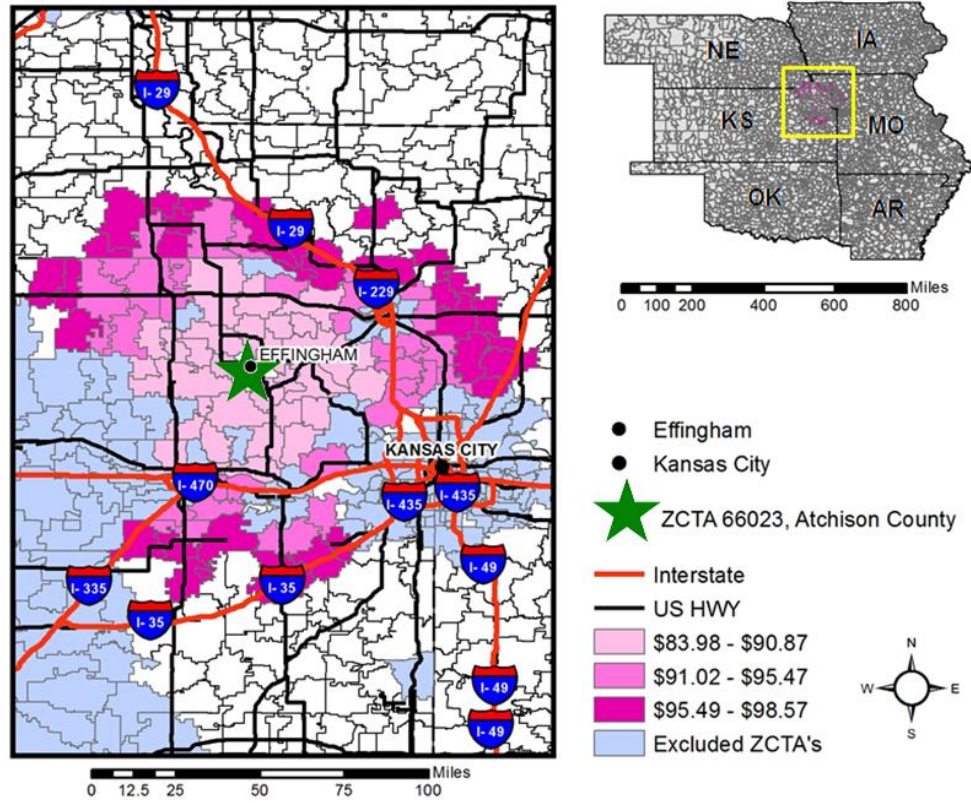 I- 29
I- 29
I- 229
EFFINGHAM
KANSAS CITY
I- 470
I- 435
I- 435
I- 335
I- 35
I- 35
I- 49
I- 49
I- 49
0 12.5 25 50 75 100 Miles
NE
IA
KS
MO
OK
AR
0 100 200 400 600 800 Miles
Effingham
Kansas City
ZCTA 66023, Atchison County
Interstate
US HWY
$83.98 - $90.87
$91.02 - $95.47
$95.49 - $98.57
Excluded ZCTA's
N
W E
S